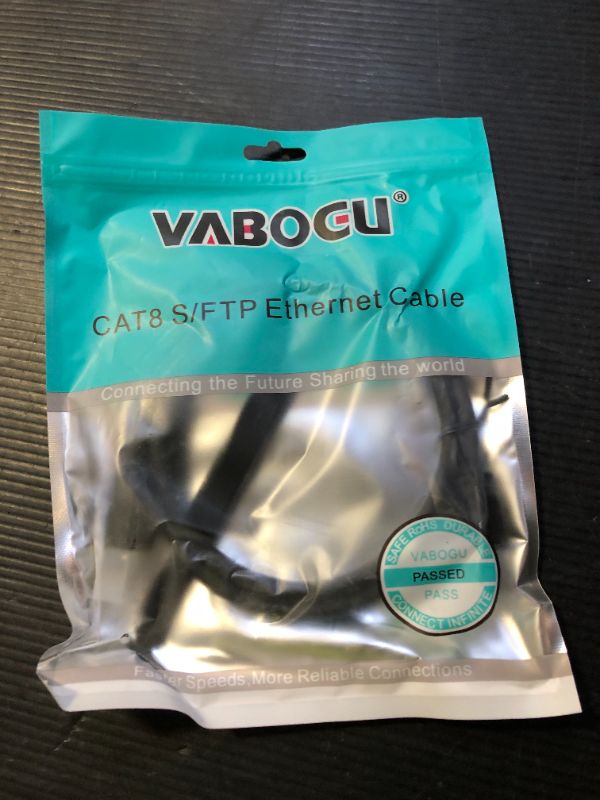 VABOGU®
CAT8 S/FTP Ethernet Cable
Connecting the Future Sharing the world
SAFE RoHS DURABLE
VABOGU
PASSED
PASS
CONNECT INFINITE
Faster Speeds,More Reliable Connections